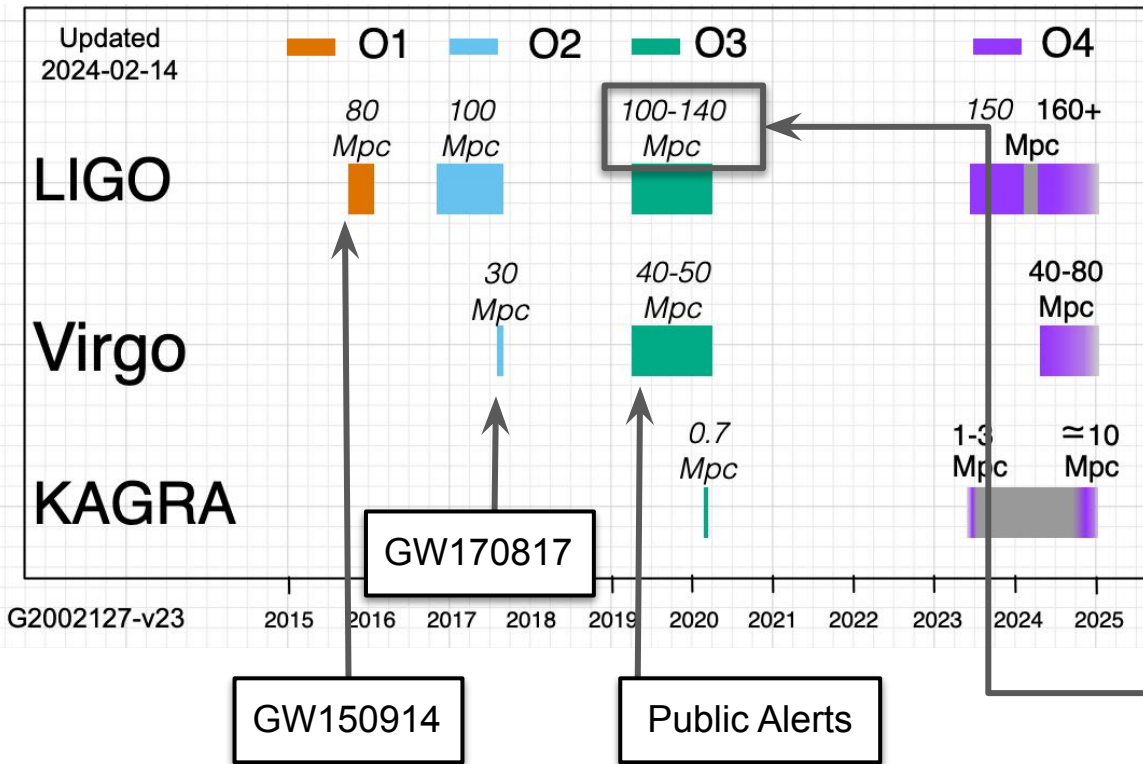 Updated
2024-02-14
O1 O2 O3 O4
80
Mpc
100
Mpc
100-140
Mpc
150 160+
Mpc
LIGO
30
Mpc
40-50
Mpc
40-80
Mpc
Virgo
0.7
Mpc
1-3
Mpc
≃10
Mpc
KAGRA
GW170817
G2002127-v23
2015 2016 2017 2018 2019 2020 2021 2022 2023 2024 2025
GW150914
Public Alerts